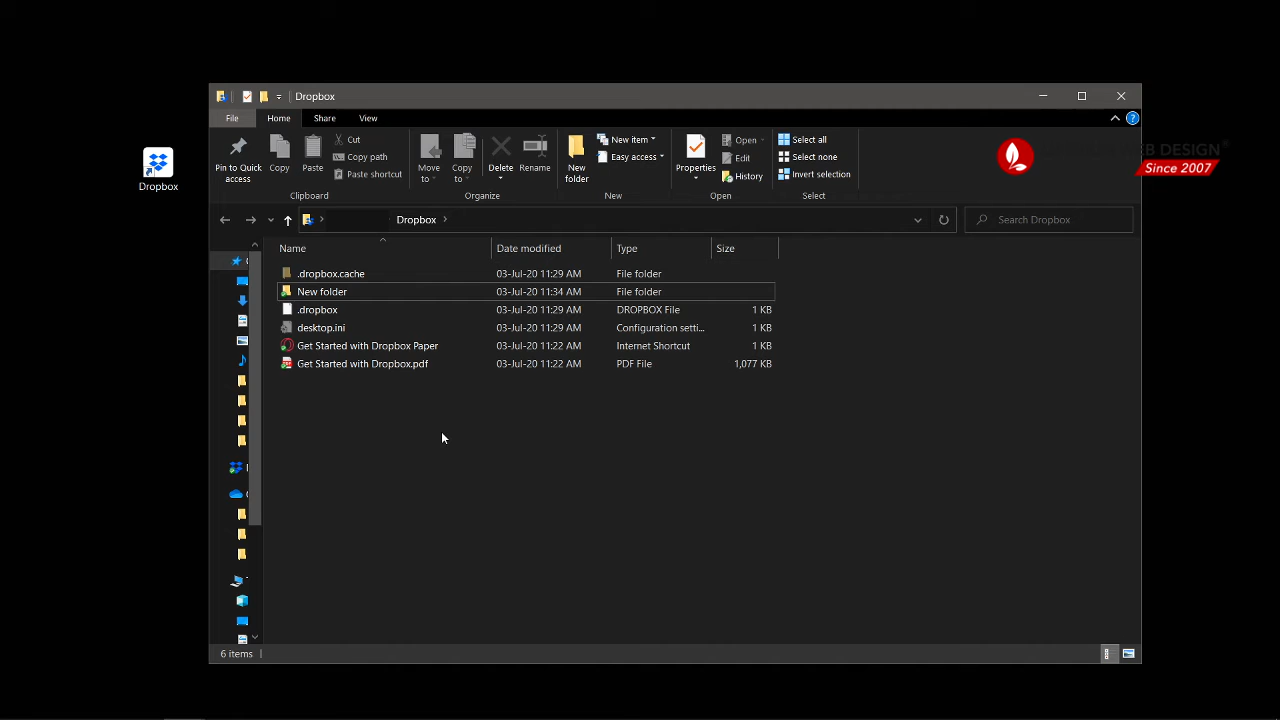 Dropbox
Dropbox
File Home Share View
Pin to Quick access
Copy
Paste
Cut
Copy path
Paste shortcut
Clipboard
Move to
Copy to
Delete
Rename
Organize
New folder
New item
Easy access
New
Properties
Open
Edit
History
Open
Select all
Select none
Invert selection
Select
WEB DESIGN
Since 2007
Dropbox
Search Dropbox
Name Date modified Type Size
.dropbox.cache 03-Jul-20 11:29 AM File folder
New folder 03-Jul-20 11:34 AM File folder
.dropbox 03-Jul-20 11:29 AM DROPBOX File 1 KB
desktop.ini 03-Jul-20 11:29 AM Configuration setti... 1 KB
Get Started with Dropbox Paper 03-Jul-20 11:22 AM Internet Shortcut 1 KB
Get Started with Dropbox.pdf 03-Jul-20 11:22 AM PDF File 1,077 KB
6 items